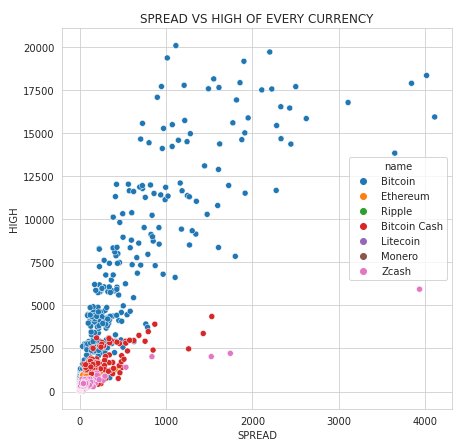 SPREAD VS HIGH OF EVERY CURRENCY
20000
17500
15000
12500
10000
7500
5000
2500
0
HIGH
name
Bitcoin
Ethereum
Ripple
Bitcoin Cash
Litecoin
Monero
Zcash
0 1000 2000 3000 4000
SPREAD